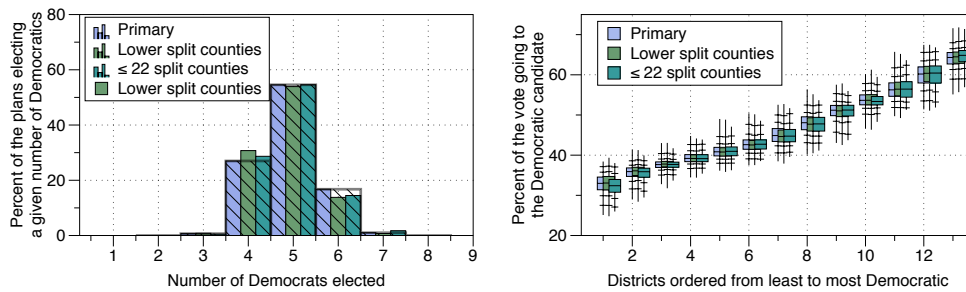 Percent of the plans electing
a given number of Democratics
80
60
40
20
0
Primary
Lower split counties
≤ 22 split counties
Lower split counties
1 2 3 4 5 6 7 8 9
Number of Democrats elected
Percent of the vote going to
the Democratic candidate
60
40
20
Primary
Lower split counties
≤ 22 split counties
2 4 6 8 10 12
Districts ordered from least to most Democratic